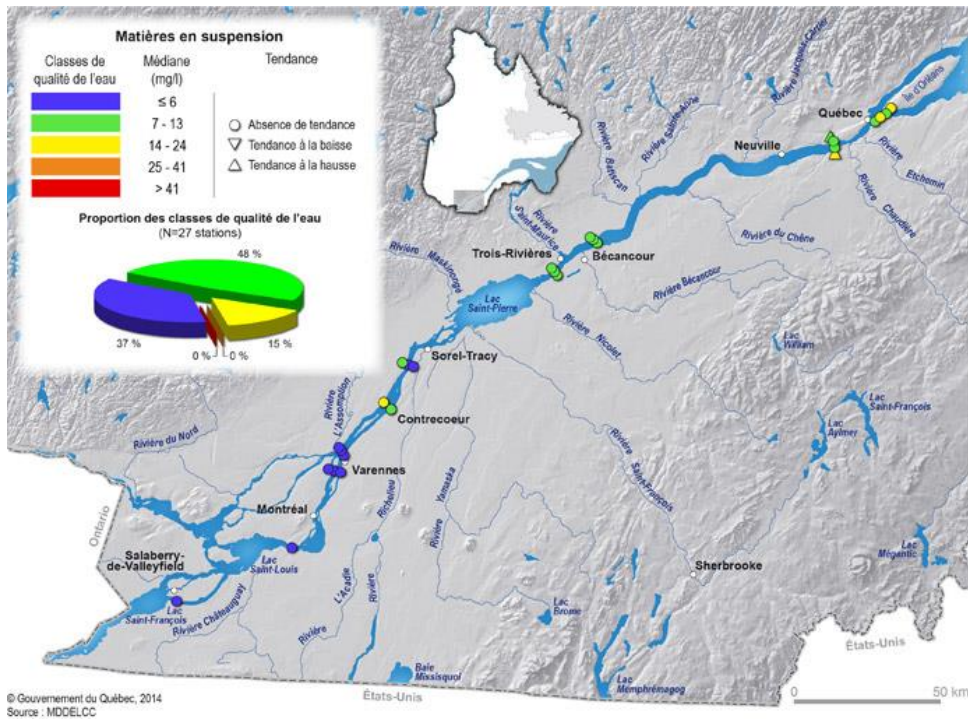 Matières en suspension
Classes de
qualité de l'eau
Médiane
(mg/l)
Tendance
≤ 6
7 - 13
14 - 24
25 - 41
> 41
Absence de tendance
Tendance à la baisse
Tendance à la hausse
Proportion des classes de qualité de l'eau
(N=27 stations)
48 %
37 %
0 %
0 %
15 %
Rivière Jacques-Cartier
Île d'Orléans
Québec
Rivière Sainte-Anne
Neuville
Rivière
Etchemin
Rivière
Batiscan
Rivière
Chaudière
Rivière
Saint-Maurice
Rivière du Chêne
Rivière
Maskinongé
Trois-Rivières
Bécancour
Rivière Bécancour
Lac
Saint-Pierre
Rivière Nicolet
Lac
William
Sorel-Tracy
Rivière
L'Assomption
Lac
Saint-François
Contrecoeur
Lac
Aylmer
Rivière du Nord
Varennes
Richelieu
Rivière Yamaska
Rivière Saint-François
Montréal
Ontario
Lac
Mégantic
Salaberry-
de-Valleyfield
Lac
Saint-Louis
Sherbrooke
Lac
Saint-François
Rivière Châteauguay
L'Acadie
Rivière
Rivière
Lac
Brome
Baie
Missisquoi
Lac
Memphrémagog
États-Unis
États-Unis
© Gouvernement du Québec, 2014
Source : MDDELCC
0 50 km